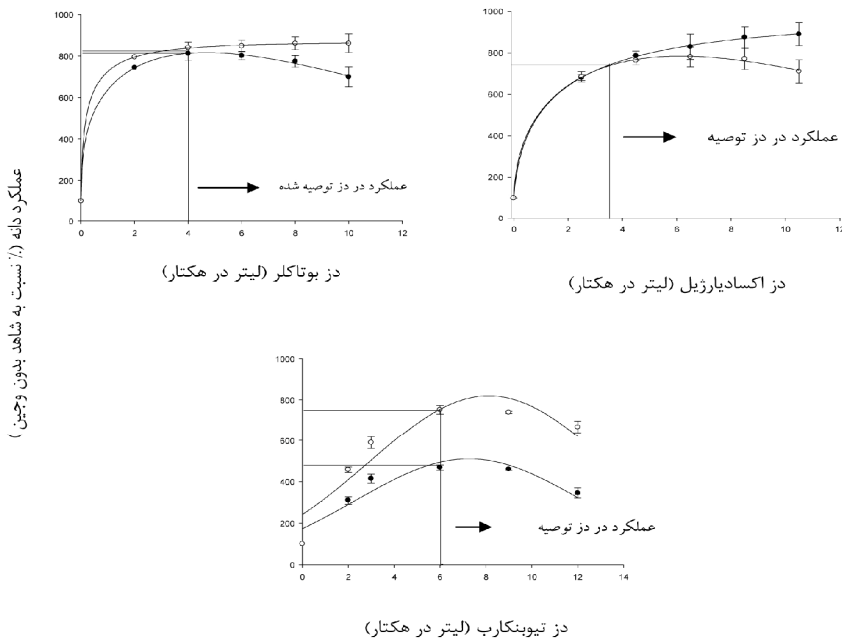 عملکرد دانه (٪ نسبت به شاهد بدون وجین)
1000
800
600
400
200
0
0 2 4 6 8 10 12
عملکرد در دز توصیه شده
دز بوتاکلر (لیتر در هکتار)
1000
800
600
400
200
0
0 2 4 6 8 10 12
عملکرد در دز توصیه
دز اکسادیارژیل (لیتر در هکتار)
1000
800
600
400
200
0
0 2 4 6 8 10 12 14
عملکرد در دز توصیه
دز تیوبنکارب (لیتر در هکتار)